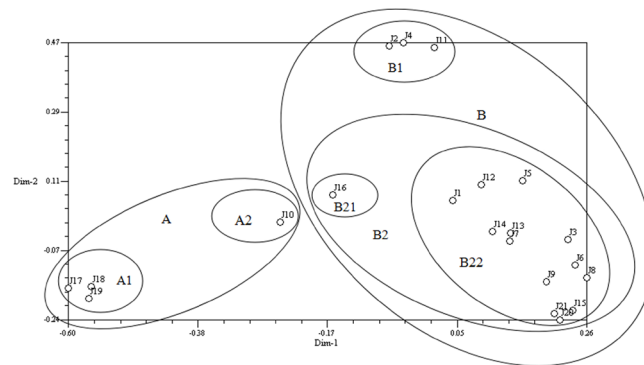 0.47
J2
J4
J11
B1
0.29
B
Dim-2
0.11
J16
J12
J5
J1
B21
A
A2
J10
B2
J14
J13
J7
J3
-0.07
B22
J6
J17
J18
A1
J9
J8
J19
J21
J15
J20
-0.24
-0.60
-0.38
-0.17
0.05
0.26
Dim-1